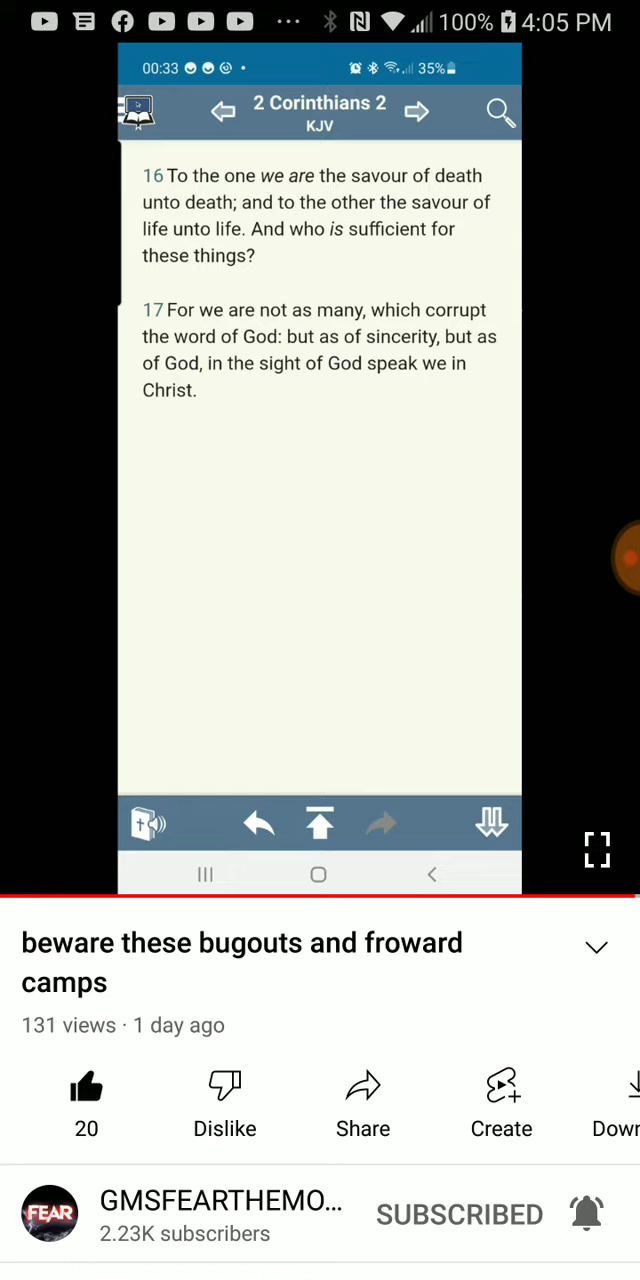 100% 4:05 PM
00:33 35%
2 Corinthians 2
KJV
16 To the one we are the savour of death
unto death; and to the other the savour of
life unto life. And who is sufficient for
these things?
17 For we are not as many, which corrupt
the word of God: but as of sincerity, but as
of God, in the sight of God speak we in
Christ.
beware these bugouts and froward
camps
131 views · 1 day ago
20 Dislike Share Create Down
FEAR
GMSFEARTHEMO... SUBSCRIBED
2.23K subscribers